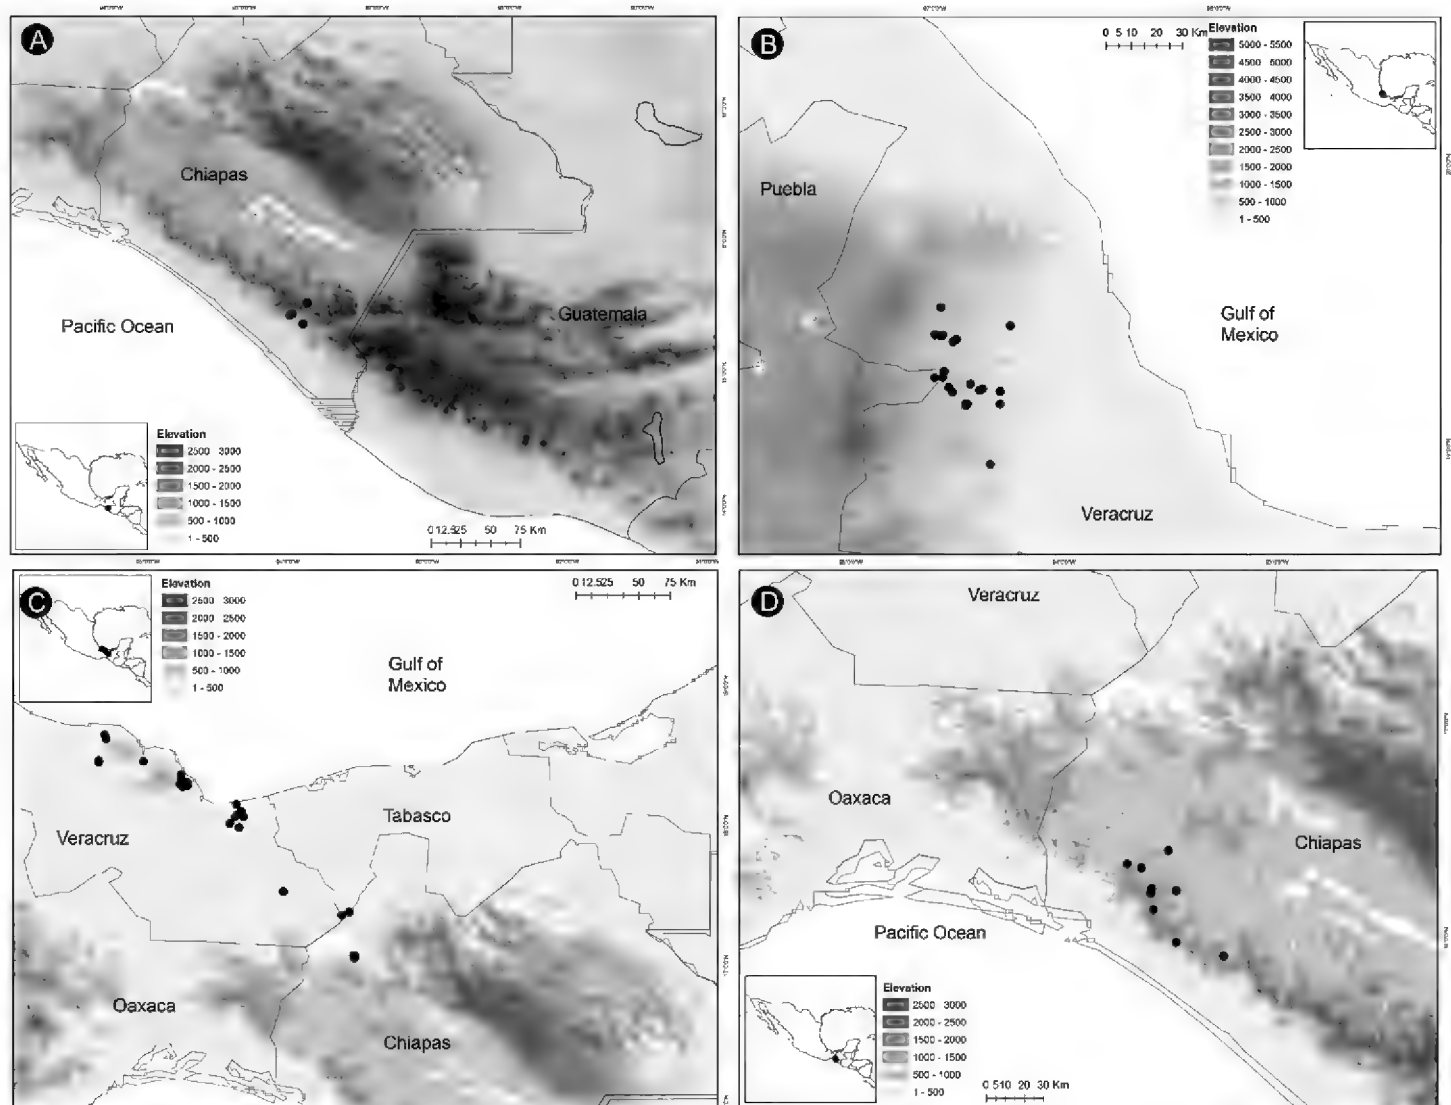 A
Chiapas
Pacific Ocean
Guatemala
Elevation
2500 - 3000
2000 - 2500
1500 - 2000
1000 - 1500
500 - 1000
1 - 500
0 12.525 50 75 Km
B
0 5 10 20 30 Km
Elevation
5000 - 5500
4500 - 5000
4000 - 4500
3500 - 4000
3000 - 3500
2500 - 3000
2000 - 2500
1500 - 2000
1000 - 1500
500 - 1000
1 - 500
Puebla
Gulf of
Mexico
Veracruz
C
Elevation
2500 - 3000
2000 - 2500
1500 - 2000
1000 - 1500
500 - 1000
1 - 500
0 12.525 50 75 Km
Gulf of
Mexico
Tabasco
Veracruz
Oaxaca
Chiapas
D
Veracruz
Oaxaca
Chiapas
Pacific Ocean
Elevation
2500 - 3000
2000 - 2500
1500 - 2000
1000 - 1500
500 - 1000
1 - 500
0 510 20 30 Km